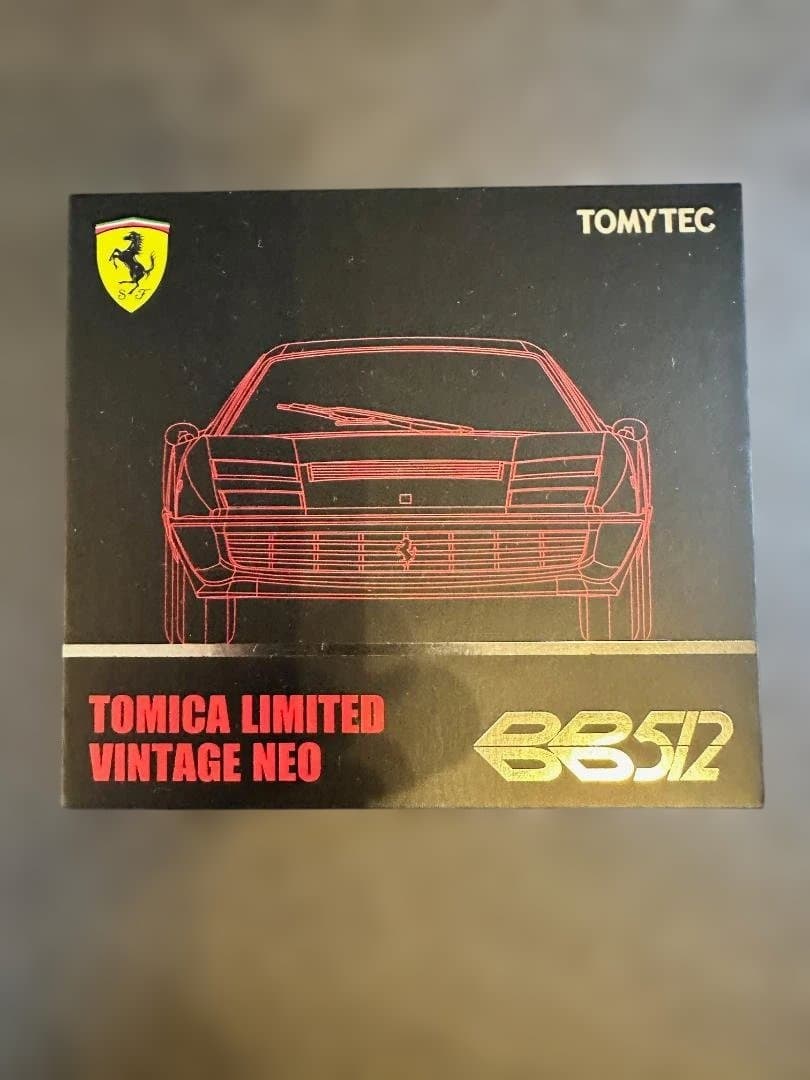 TOMYTEC
S F
TOMICA LIMITED
VINTAGE NEO
BB512